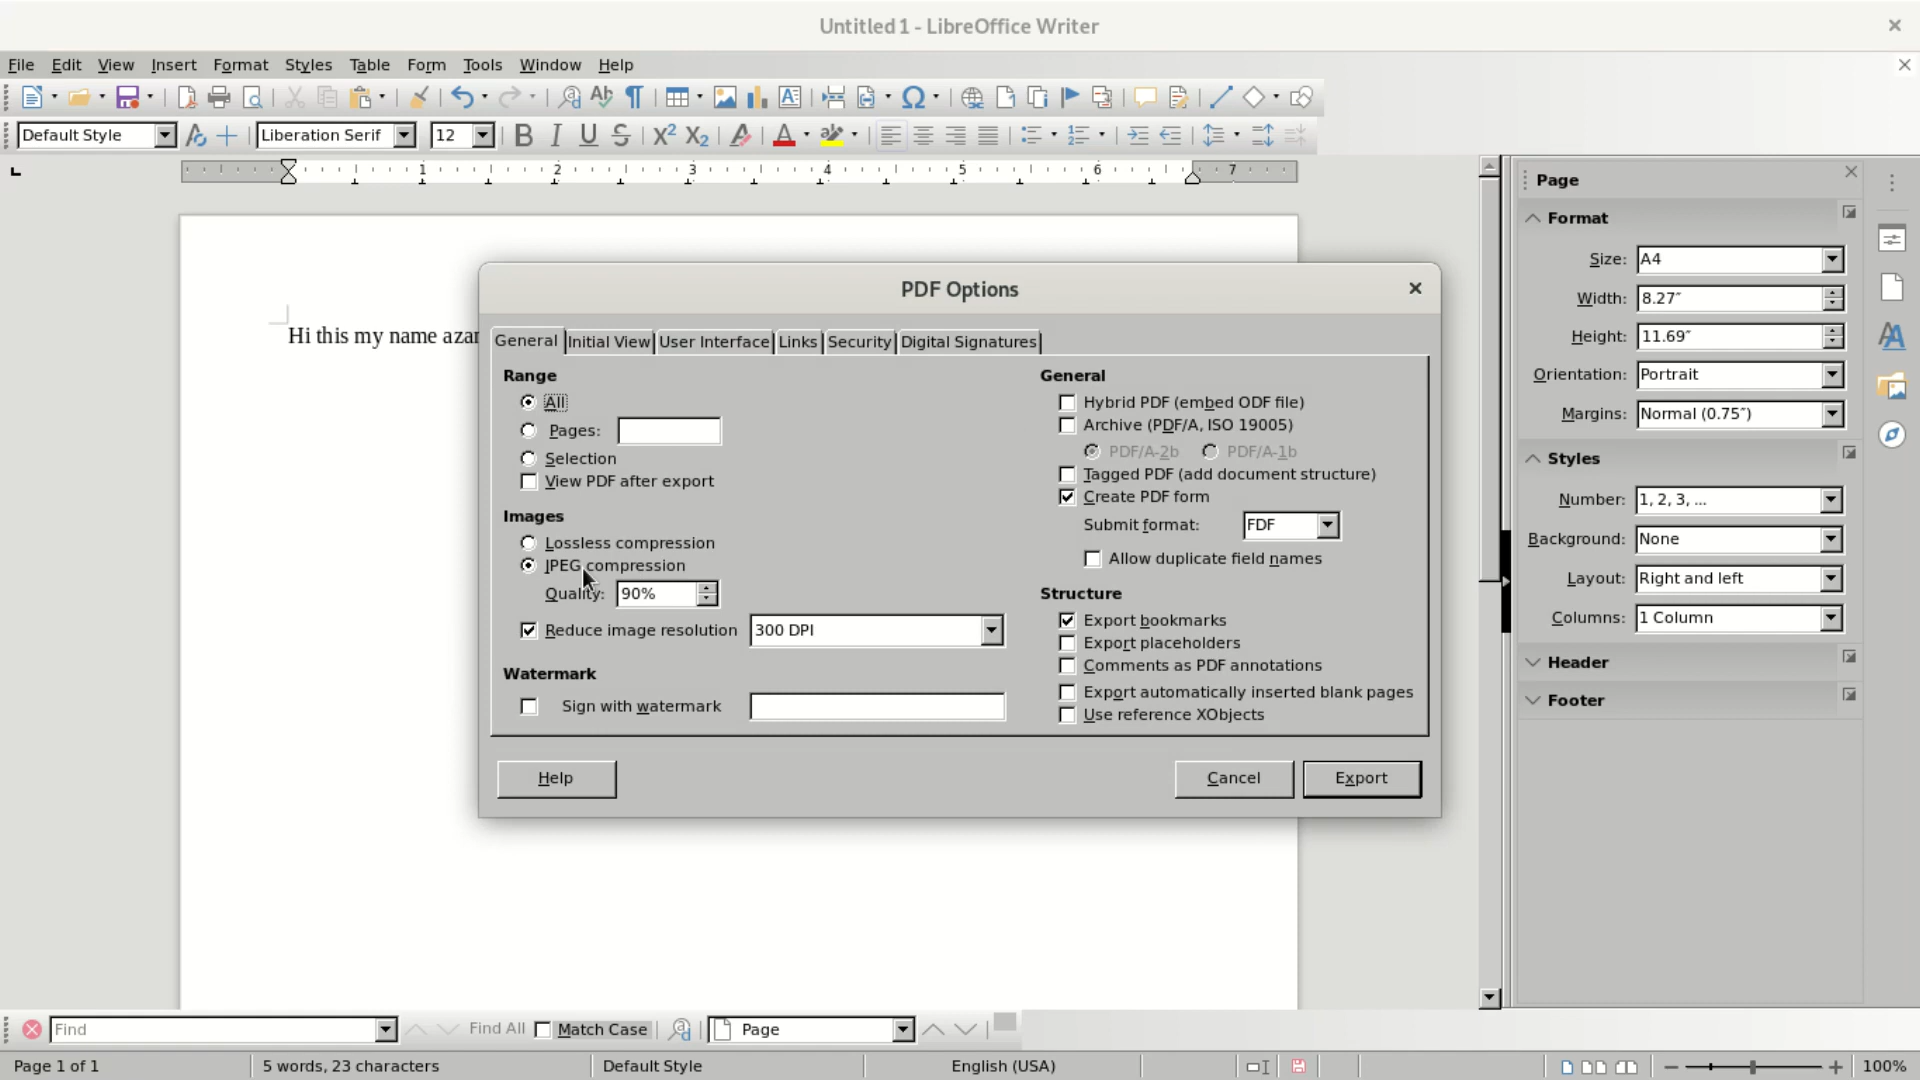 Untitled 1 - LibreOffice Writer
File Edit View Insert Format Styles Table Form Tools Window Help
Default Style Liberation Serif 12
1 2 3 4 5 6 7
Hi this my name azar
PDF Options
General Initial View User Interface Links Security Digital Signatures
Range
All
Pages:
Selection
View PDF after export
Images
Lossless compression
JPEG compression
Quality: 90%
Reduce image resolution 300 DPI
Watermark
Sign with watermark
General
Hybrid PDF (embed ODF file)
Archive (PDF/A, ISO 19005)
PDF/A-2b PDF/A-1b
Tagged PDF (add document structure)
Create PDF form
Submit format: FDF
Allow duplicate field names
Structure
Export bookmarks
Export placeholders
Comments as PDF annotations
Export automatically inserted blank pages
Use reference XObjects
Help Cancel Export
Page
Format
Size: A4
Width: 8.27″
Height: 11.69″
Orientation: Portrait
Margins: Normal (0.75″)
Styles
Number: 1, 2, 3, ...
Background: None
Layout: Right and left
Columns: 1 Column
Header
Footer
Find Find All Match Case Page
Page 1 of 1 5 words, 23 characters Default Style English (USA) 100%